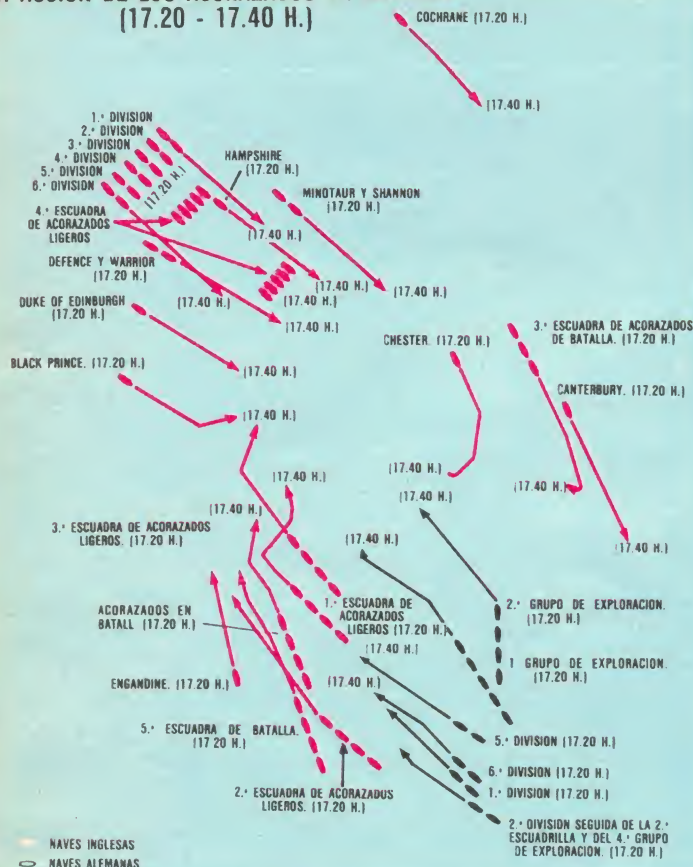 (17.20 - 17.40 H.)
COCHRANE (17.20 H.)
(17.40 H.)
1.ª DIVISION
2.ª DIVISION
3.ª DIVISION
4.ª DIVISION
5.ª DIVISION
6.ª DIVISION
(17.20 H.)
HAMPSHIRE
(17.20 H.)
MINOTAUR Y SHANNON
(17.20 H.)
4.ª ESCUADRA
DE ACORAZADOS
LIGEROS
(17.40 H.)
DEFENCE Y WARRIOR
(17.20 H.)
(17.40 H.)
(17.40 H.)
(17.40 H.)
(17.40 H.)
(17.40 H.)
DUKE OF EDINBURGH
(17.20 H.)
CHESTER. (17.20 H.)
3.ª ESCUADRA DE ACORAZADOS
DE BATALLA. (17.20 H.)
BLACK PRINCE. (17.20 H.)
(17.40 H.)
CANTERBURY. (17.20 H.)
(17.40 H.)
(17.40 H.)
(17.40 H.)
(17.40 H.)
(17.40 H.)
(17.40 H.)
3.ª ESCUADRA DE ACORAZADOS
LIGEROS. (17.20 H.)
(17.40 H.)
(17.40 H.)
ACORAZADOS EN
BATALL (17.20 H.)
1.ª ESCUADRA DE
ACORAZADOS
LIGEROS (17.20 H.)
(17.40 H.)
2.ª GRUPO DE EXPLORACION.
(17.20 H.)
1 GRUPO DE EXPLORACION.
(17.20 H.)
ENGANDINE. (17.20 H.)
(17.40 H.)
5.ª ESCUADRA DE BATALLA.
(17 20 H.)
5.ª DIVISION (17.20 H.)
6.ª DIVISION (17.20 H.)
1.ª DIVISION (17.20 H.)
2.ª ESCUADRA DE ACORAZADUS
LIGEROS. (17.20 H.)
2.ª DIVISION SEGUIDA DE LA 2.ª
ESCUADRILLA Y DEL 4.ª GRUPO
DE EXPLORACION. (17.20 H.)
NAVES INGLESAS
NAVES ALEMANAS